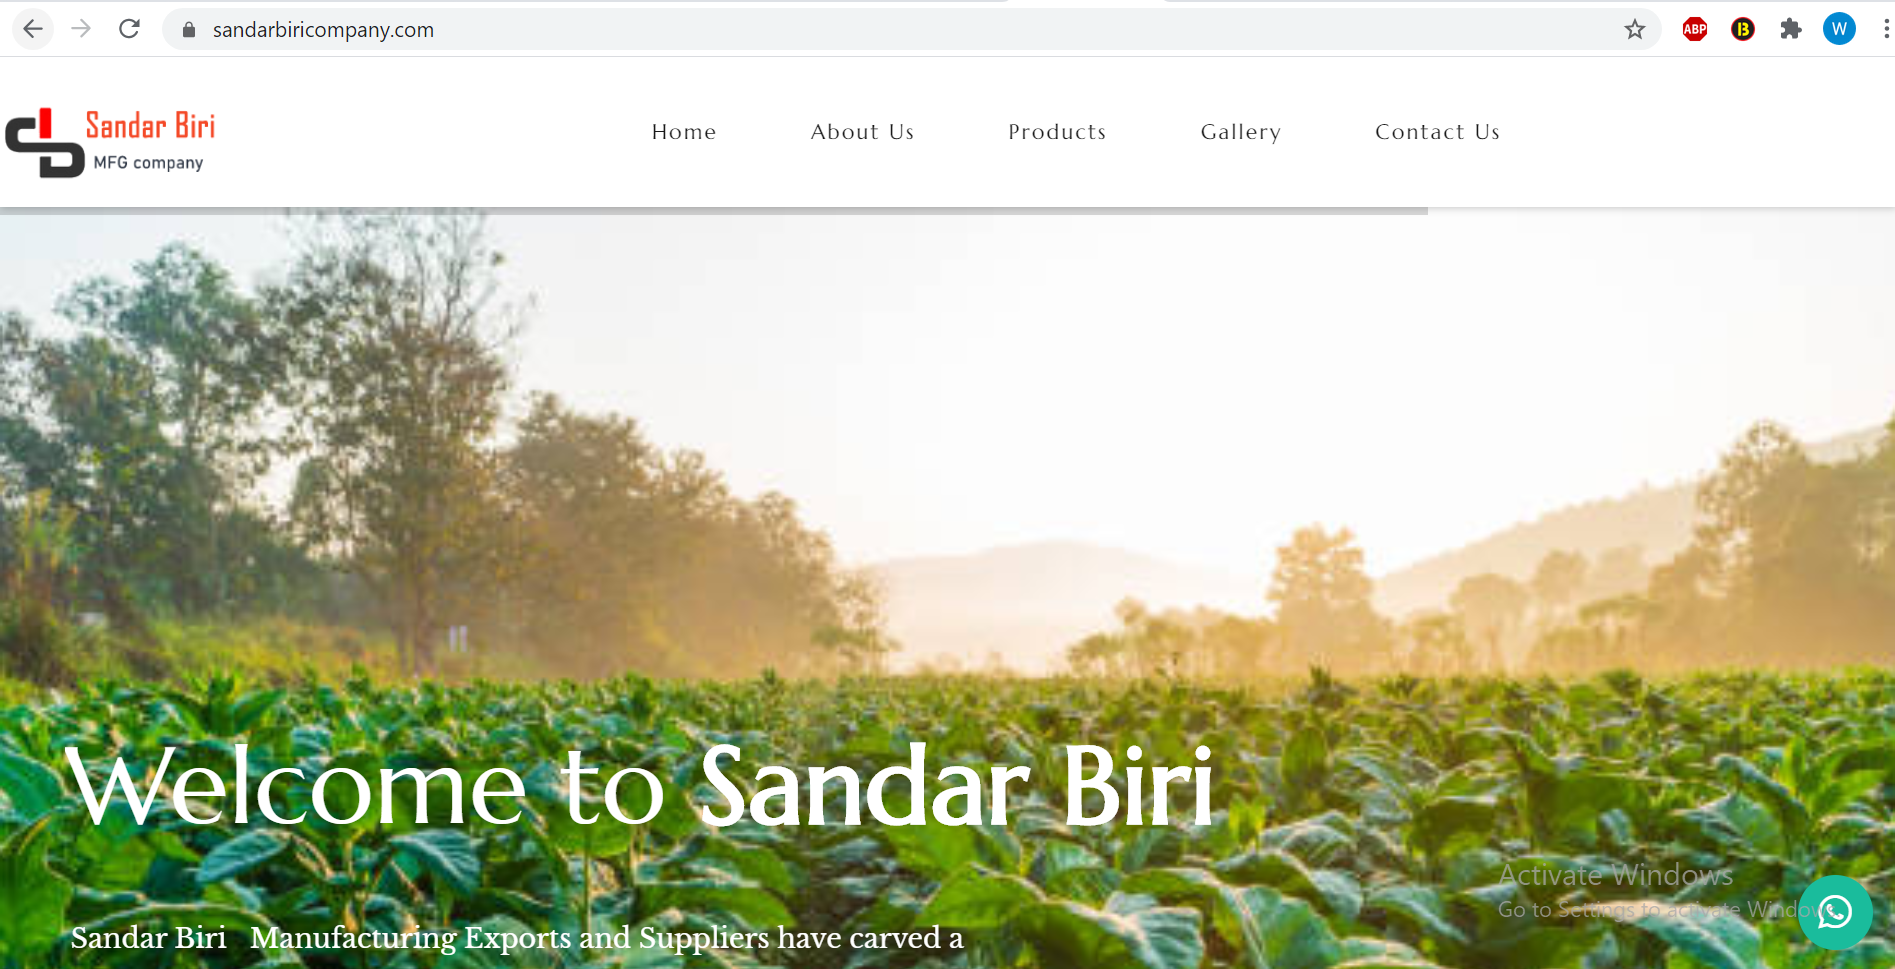 sandarbiricompany.com
ABP
B
W
Sandar Biri
MFG company
Home
About Us
Products
Gallery
Contact Us
Welcome to Sandar Biri
Activate Windows
Go to Settings to activate Windows
Sandar Biri Manufacturing Exports and Suppliers have carved a